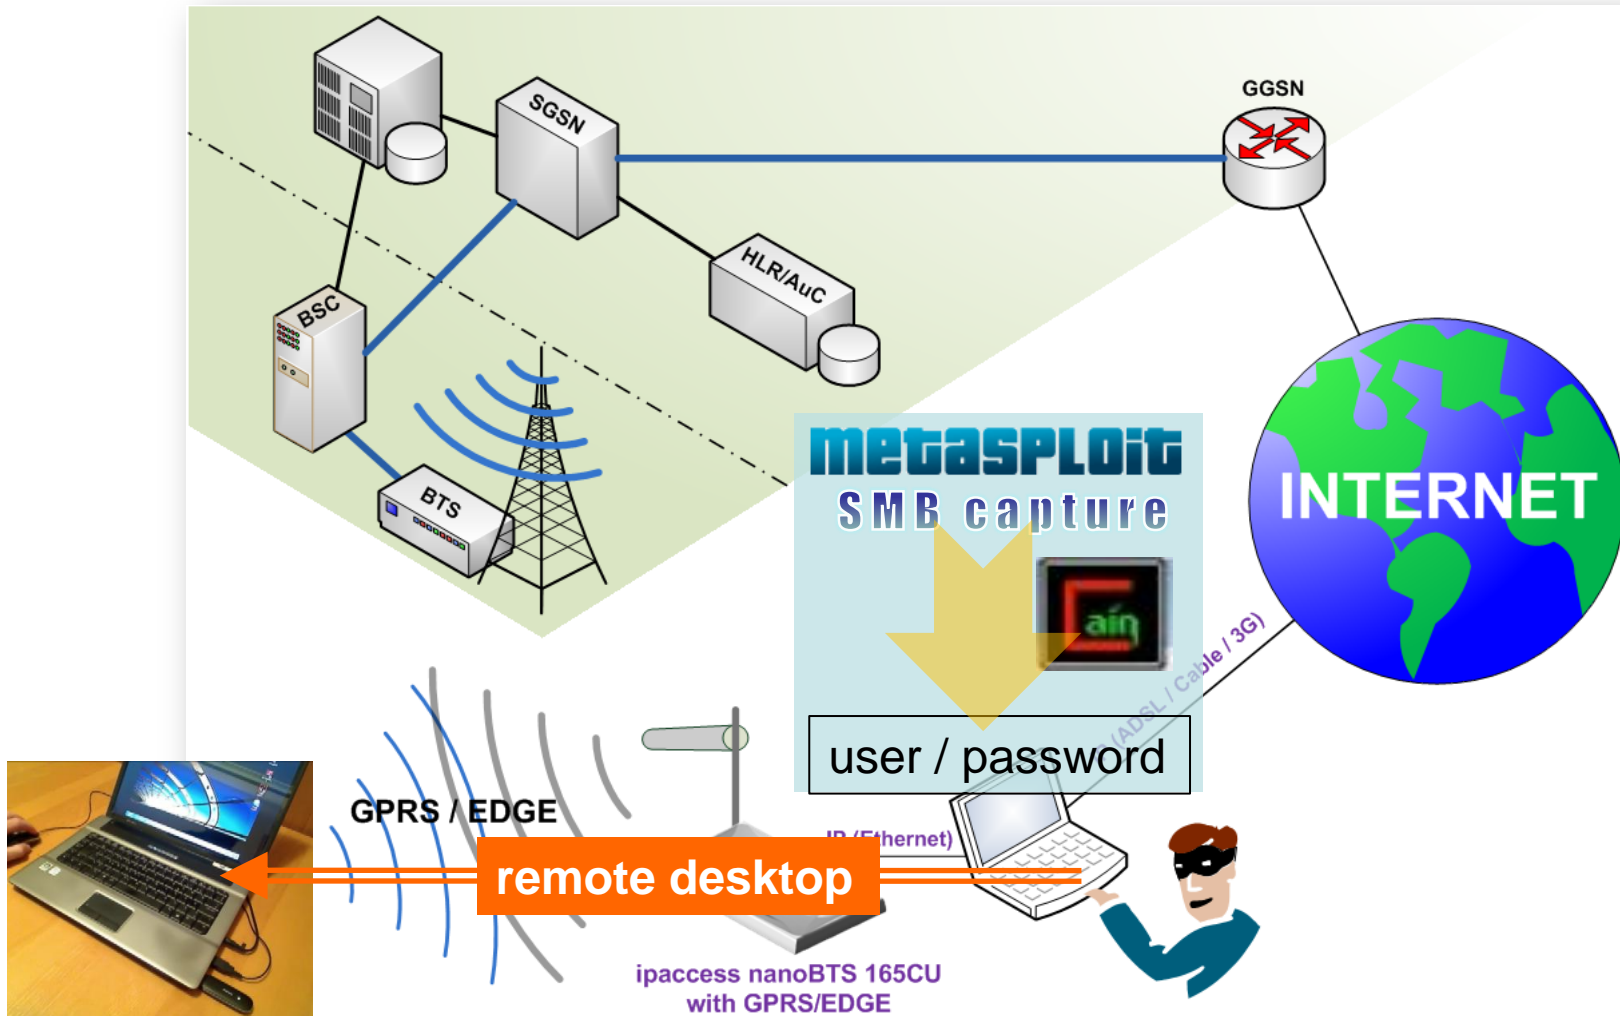 SGSN
GGSN
HLR/AuC
BSC
BTS
metasploit
SMB capture
Cain
INTERNET
(ADSL / Cable / 3G)
user / password
GPRS / EDGE
IP (Ethernet)
remote desktop
ipaccess nanoBTS 165CU
with GPRS/EDGE